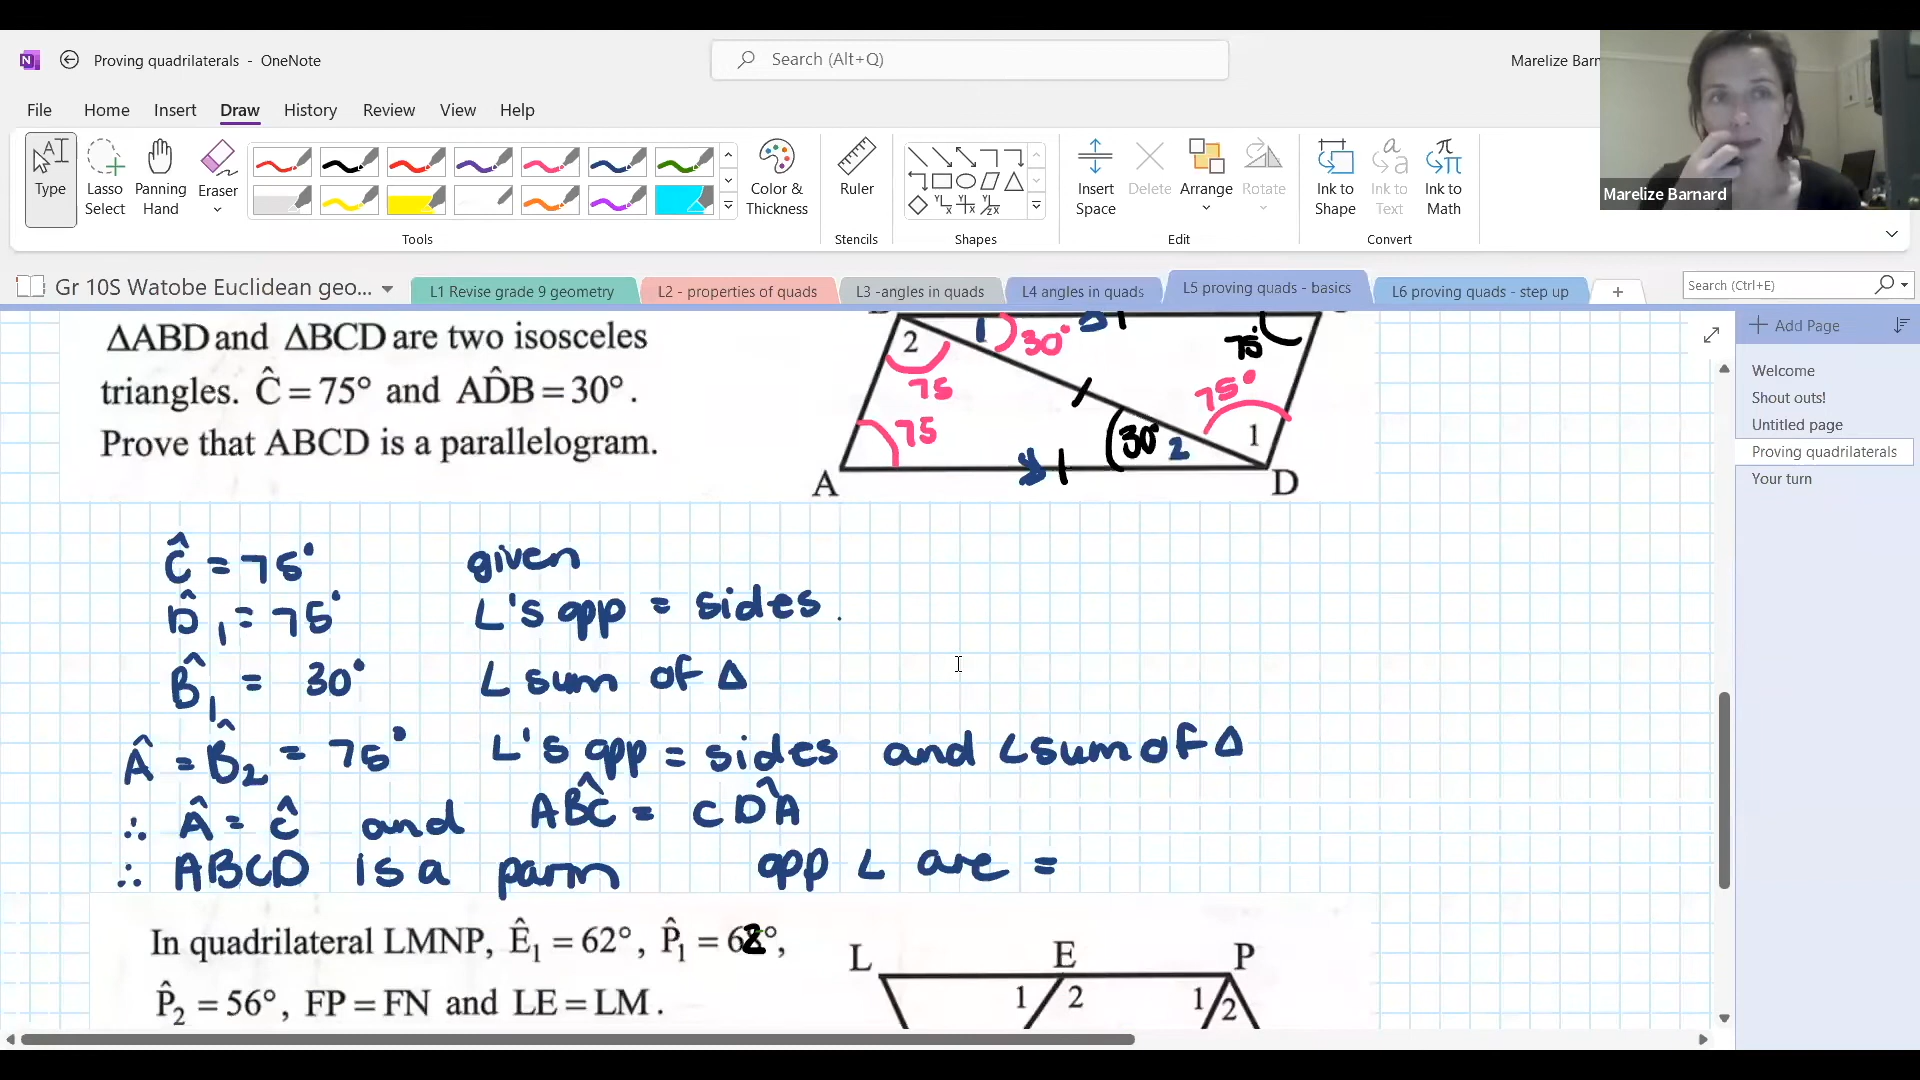 Proving quadrilaterals - OneNote
Search (Alt+Q)
Marelize Barn
File Home Insert Draw History Review View Help
Type
Lasso Select
Panning Hand
Eraser
Color & Thickness
Ruler
Insert Space
Delete
Arrange
Rotate
Ink to Shape
Ink to Text
Ink to Math
Marelize Barnard
Tools Stencils Shapes Edit Convert
Gr 10S Watobe Euclidean geo...
L1 Revise grade 9 geometry
L2 - properties of quads
L3 -angles in quads
L4 angles in quads
L5 proving quads - basics
L6 proving quads - step up
Search (Ctrl+E)
Add Page
Welcome
Shout outs!
Untitled page
Proving quadrilaterals
Your turn
ΔABD and ΔBCD are two isosceles
triangles. Ĉ = 75° and AD̂B = 30°.
Prove that ABCD is a parallelogram.
2 1 30° 75°
75 75°
75 30° 2 1
A D
Ĉ = 75° given
D̂1 = 75° L's opp = sides.
B̂1 = 30° L sum of Δ
Â = B̂2 = 75° L's opp = sides and L sum of Δ
∴ Â = Ĉ and AB̂C = CD̂A
∴ ABCD is a parm opp L are =
In quadrilateral LMNP, Ê1 = 62°, P̂1 = 62°,
P̂2 = 56°, FP = FN and LE = LM.
L E P
1 2 1 2